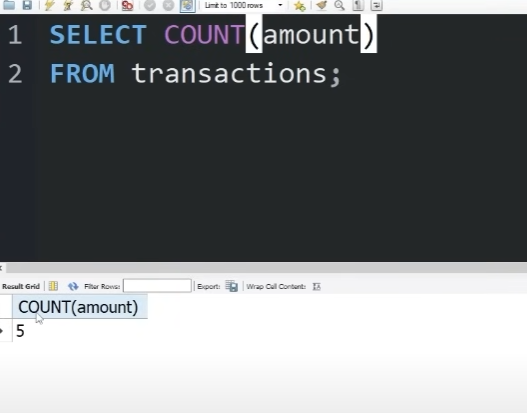 Limit to 1000 rows
1 SELECT COUNT(amount)
2 FROM transactions;
Result Grid Filter Rows: Export: Wrap Cell Content:
COUNT(amount)
5